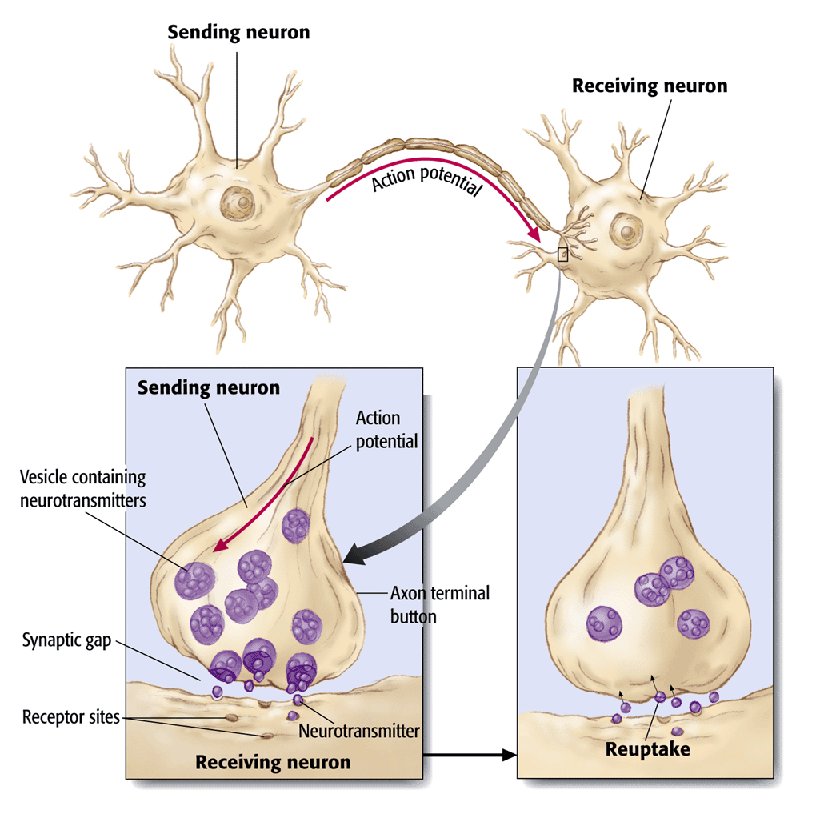 Sending neuron
Receiving neuron
Action potential
Sending neuron
Action
potential
Vesicle containing
neurotransmitters
Axon terminal
button
Synaptic gap
Receptor sites
Neurotransmitter
Receiving neuron
Reuptake